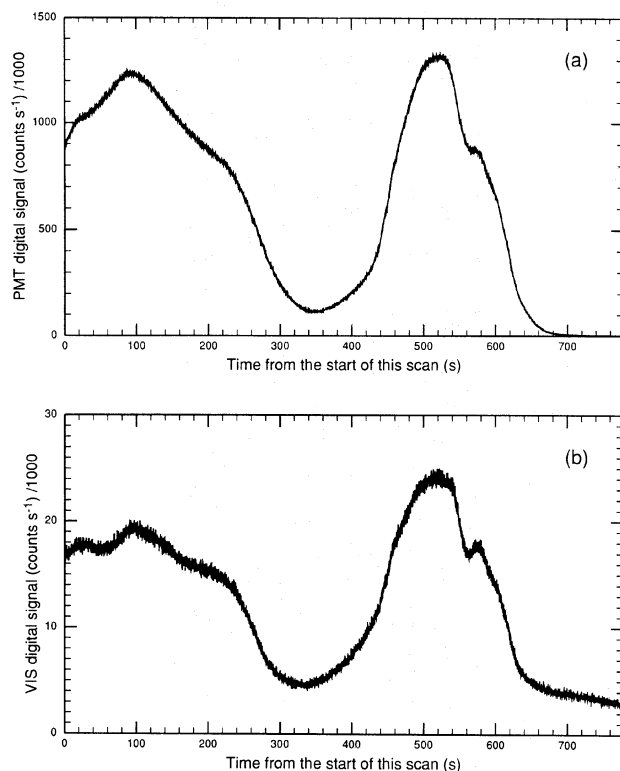 1500
(a)
1000
500
0
PMT digital signal (counts s⁻¹) /1000
0 100 200 300 400 500 600 700
Time from the start of this scan (s)
30
(b)
20
10
0
VIS digital signal (counts s⁻¹) /1000
0 100 200 300 400 500 600 700
Time from the start of this scan (s)